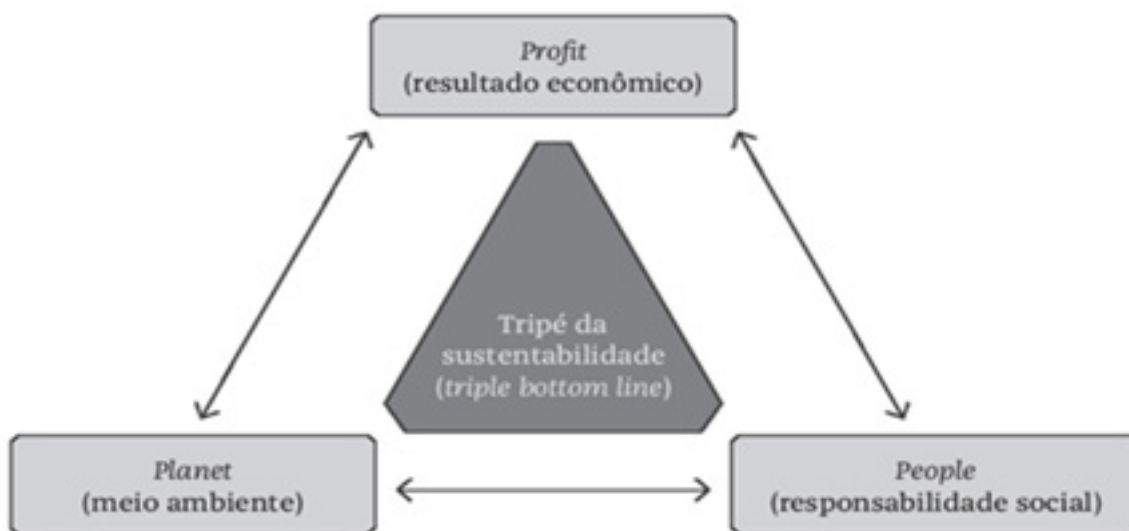 Profit
(resultado econômico)
Tripé da
sustentabilidade
(triple bottom line)
Planet
(meio ambiente)
People
(responsabilidade social)